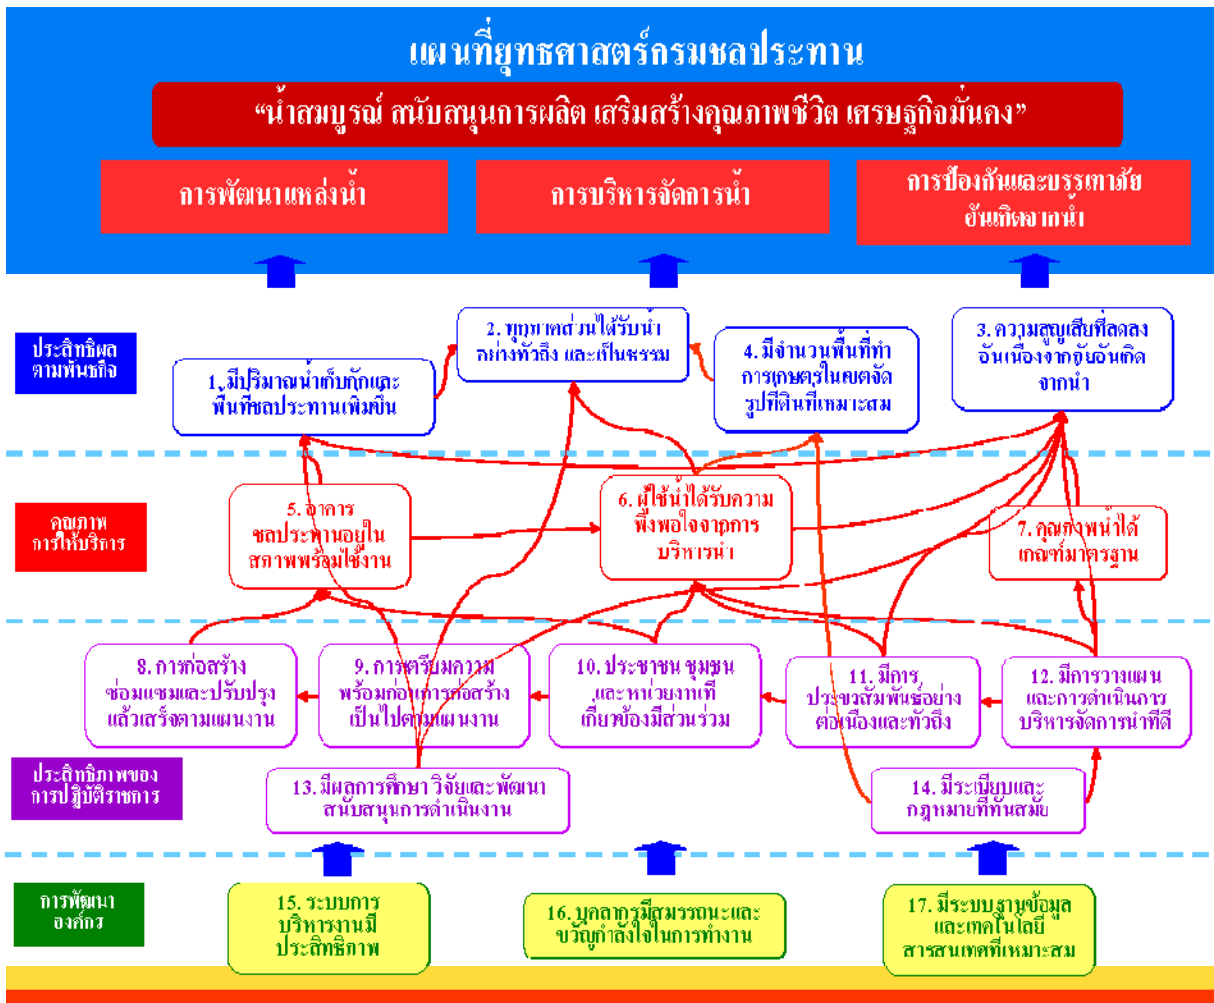 แผนที่ยุทธศาสตร์กรมชลประทาน
“น้ำสมบูรณ์ สนับสนุนการผลิต เสริมสร้างคุณภาพชีวิต เศรษฐกิจมั่นคง”
การพัฒนาแหล่งน้ำ
การบริหารจัดการน้ำ
การป้องกันและบรรเทาภัย
อันเกิดจากน้ำ
ประสิทธิผล
ตามพันธกิจ
1. มีปริมาณน้ำเก็บกักและ
พื้นที่ชลประทานเพิ่มขึ้น
2. ทุกภาคส่วนได้รับน้ำ
อย่างทั่วถึง และเป็นธรรม
4. มีจำนวนพื้นที่ทำ
การเกษตรในเขตจัด
รูปที่ดินที่เหมาะสม
3. ความสูญเสียที่ลดลง
อันเนื่องจากภัยอันเกิด
จากน้ำ
คุณภาพ
การให้บริการ
5. อาคาร
ชลประทานอยู่ใน
สภาพพร้อมใช้งาน
6. ผู้ใช้น้ำได้รับความ
พึงพอใจจากการ
บริหารน้ำ
7. คุณภาพน้ำได้
เกณฑ์มาตรฐาน
ประสิทธิภาพของ
การปฏิบัติราชการ
8. การก่อสร้าง
ซ่อมแซมและปรับปรุง
แล้วเสร็จตามแผนงาน
9. การเตรียมความ
พร้อมก่อนการก่อสร้าง
เป็นไปตามแผนงาน
10. ประชาชน ชุมชน
และหน่วยงานที่
เกี่ยวข้องมีส่วนร่วม
11. มีการ
ประชาสัมพันธ์อย่าง
ต่อเนื่องและทั่วถึง
12. มีการวางแผน
และการดำเนินการ
บริหารจัดการน้ำที่ดี
13. มีผลการศึกษา วิจัยและพัฒนา
สนับสนุนการดำเนินงาน
14. มีระเบียบและ
กฎหมายที่ทันสมัย
การพัฒนา
องค์กร
15. ระบบการ
บริหารงานมี
ประสิทธิภาพ
16. บุคลากรมีสมรรถนะและ
ขวัญกำลังใจในการทำงาน
17. มีระบบฐานข้อมูล
และเทคโนโลยี
สารสนเทศที่เหมาะสม